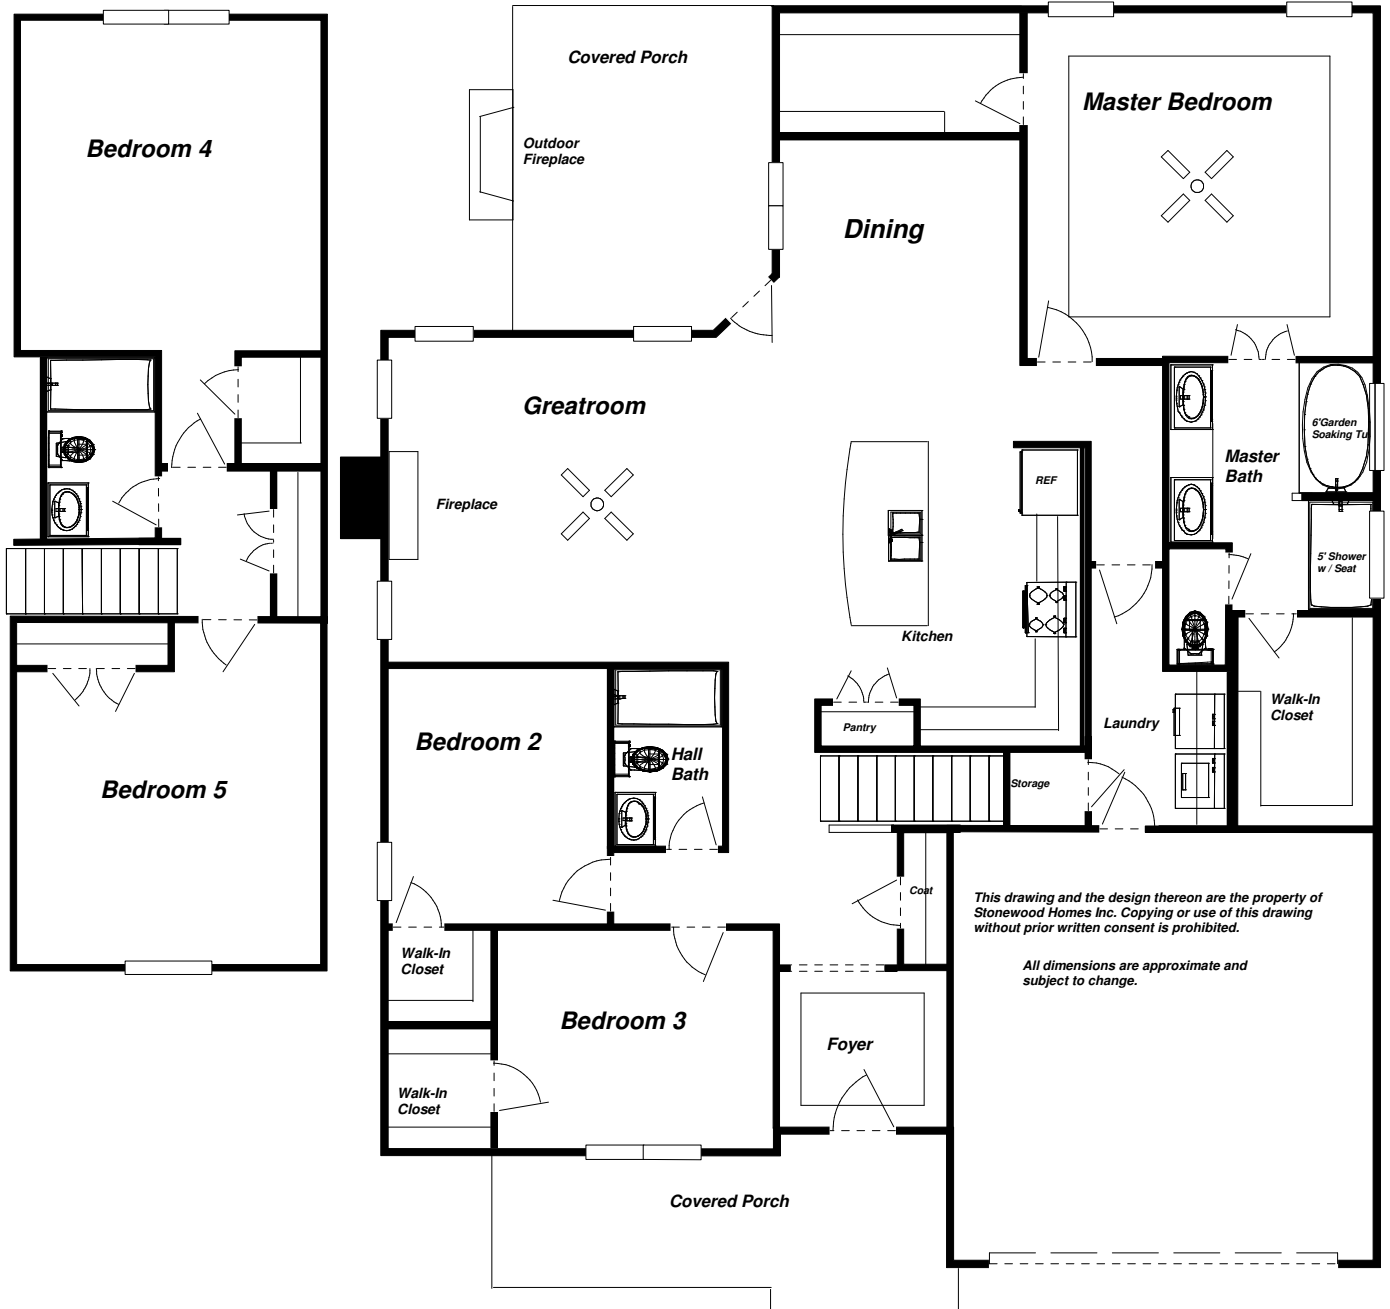 Covered Porch
Master Bedroom
Bedroom 4
Outdoor
Fireplace
Dining
Greatroom
6'Garden
Soaking Tu
Master
Bath
REF
Fireplace
5' Shower
w / Seat
Kitchen
Walk-In
Closet
Laundry
Pantry
Bedroom 2
Hall
Bath
Storage
Bedroom 5
Coat
This drawing and the design thereon are the property of
Stonewood Homes Inc. Copying or use of this drawing
without prior written consent is prohibited.
All dimensions are approximate and
subject to change.
Walk-In
Closet
Bedroom 3
Foyer
Walk-In
Closet
Covered Porch